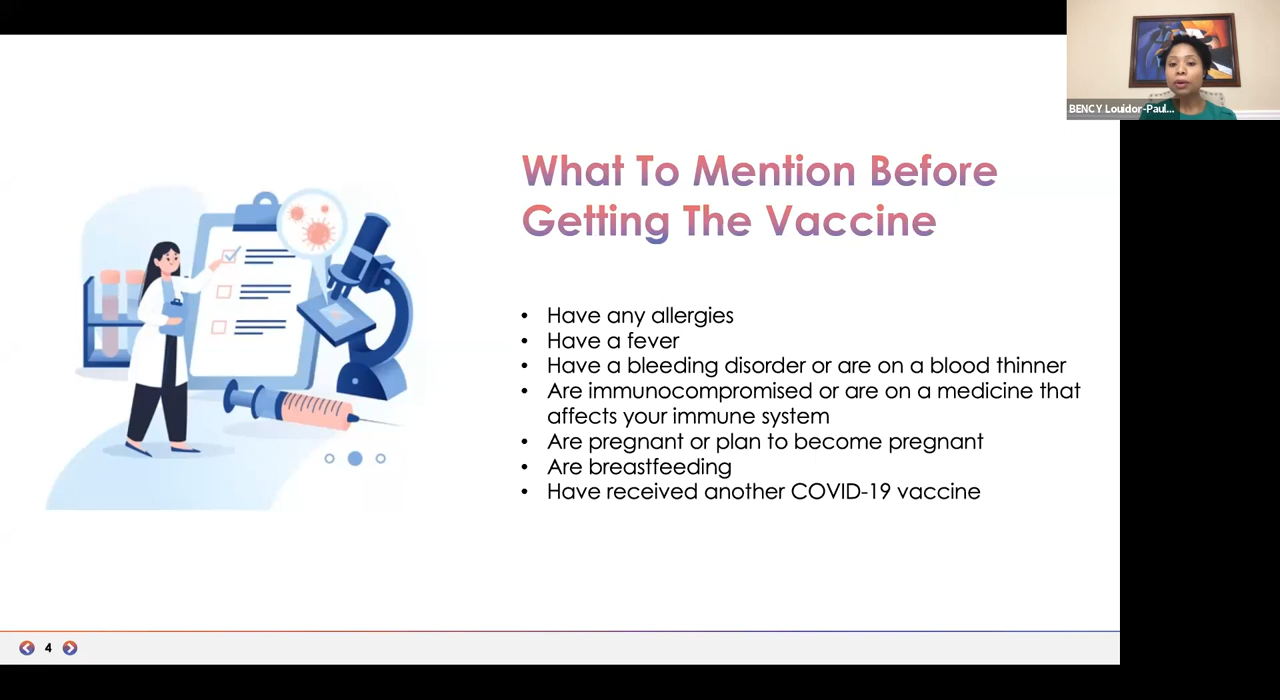 BENCY Louidor-Paul...
What To Mention Before
Getting The Vaccine
• Have any allergies
• Have a fever
• Have a bleeding disorder or are on a blood thinner
• Are immunocompromised or are on a medicine that
affects your immune system
• Are pregnant or plan to become pregnant
• Are breastfeeding
• Have received another COVID-19 vaccine
4